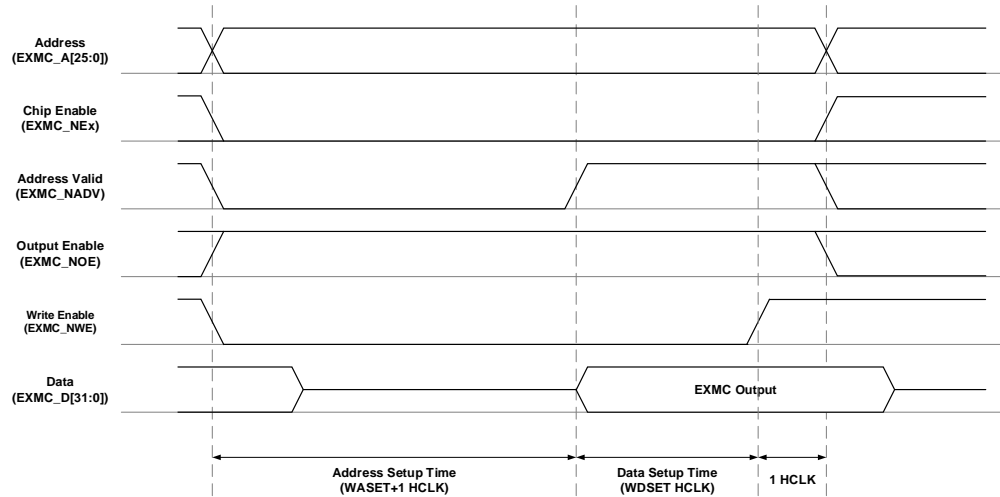 Address
(EXMC_A[25:0])
Chip Enable
(EXMC_NEx)
Address Valid
(EXMC_NADV)
Output Enable
(EXMC_NOE)
Write Enable
(EXMC_NWE)
Data
(EXMC_D[31:0])
EXMC Output
Address Setup Time
(WASET+1 HCLK)
Data Setup Time
(WDSET HCLK)
1 HCLK